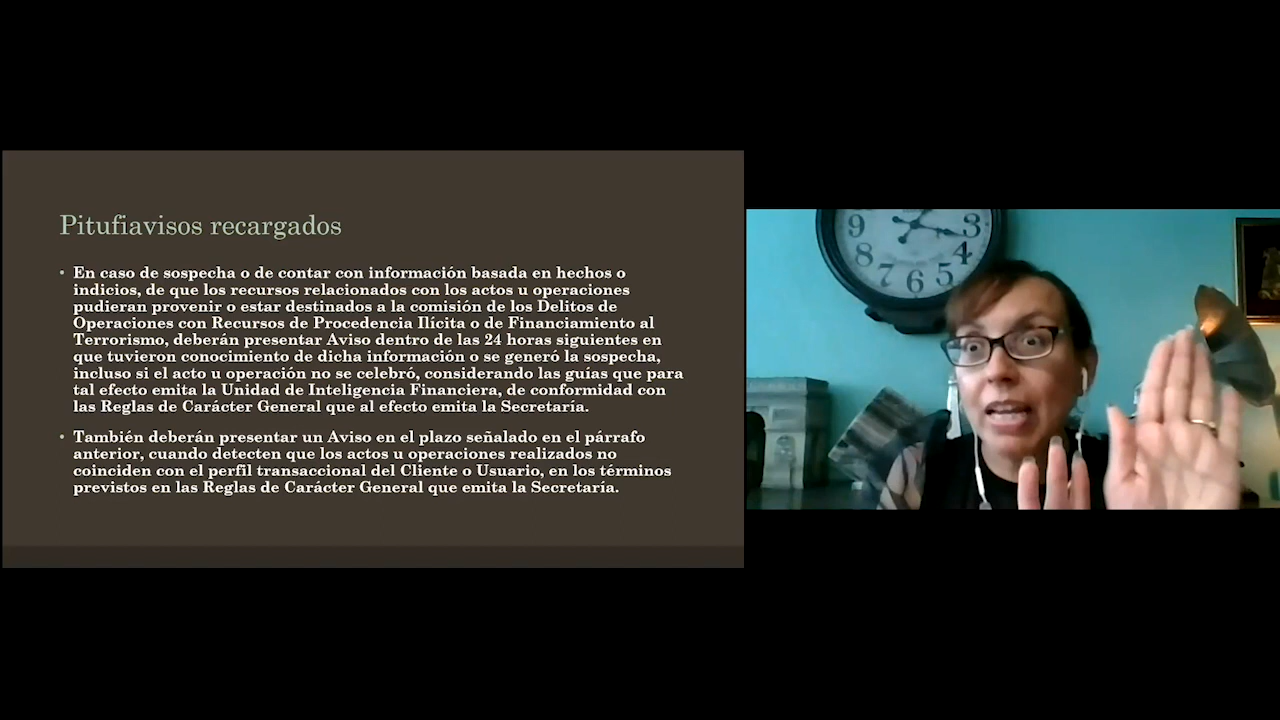 Pitufiavisos recargados
• En caso de sospecha o de contar con información basada en hechos o
indicios, de que los recursos relacionados con los actos u operaciones
pudieran provenir o estar destinados a la comisión de los Delitos de
Operaciones con Recursos de Procedencia Ilícita o de Financiamiento al
Terrorismo, deberán presentar Aviso dentro de las 24 horas siguientes en
que tuvieron conocimiento de dicha información o se generó la sospecha,
incluso si el acto u operación no se celebró, considerando las guías que para
tal efecto emita la Unidad de Inteligencia Financiera, de conformidad con
las Reglas de Carácter General que al efecto emita la Secretaría.
• También deberán presentar un Aviso en el plazo señalado en el párrafo
anterior, cuando detecten que los actos u operaciones realizados no
coinciden con el perfil transaccional del Cliente o Usuario, en los términos
previstos en las Reglas de Carácter General que emita la Secretaría.
9 3
8 4
7 6 5